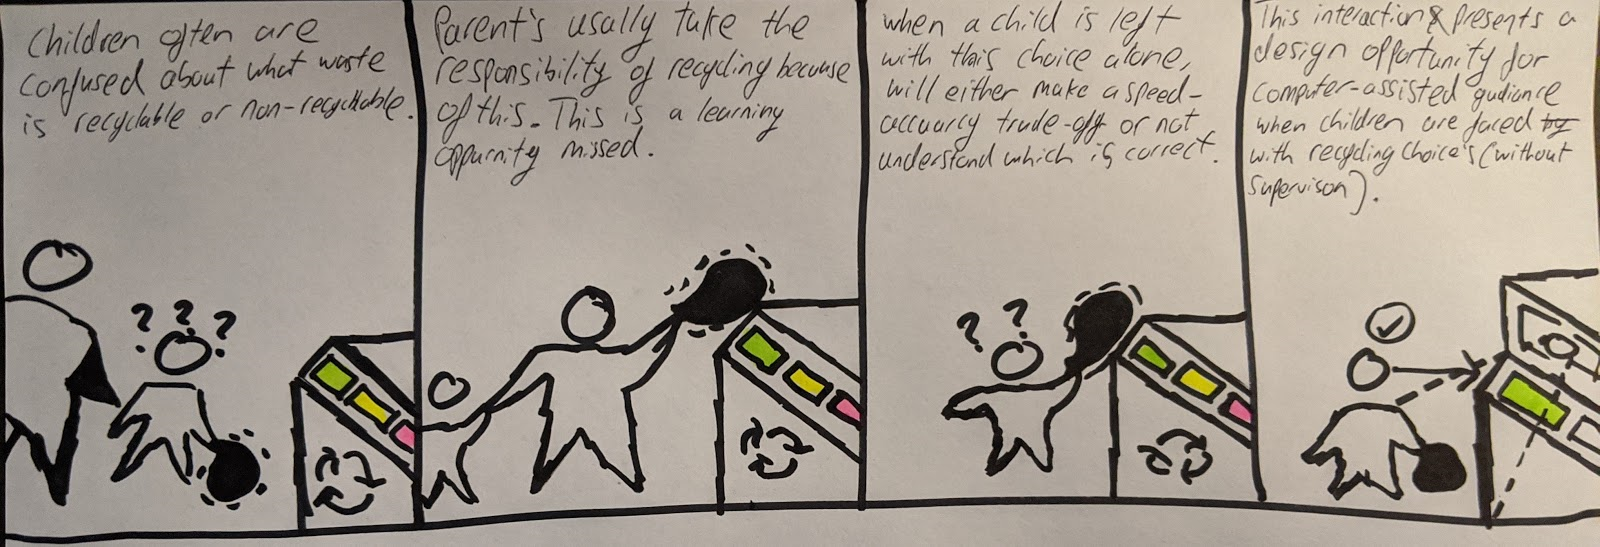 Children often are
confused about what waste
is recyclable or non-recycklable.
Parent's usally take the
responsibility of recycling because
of this. This is a learning
oppurnity missed.
? ? ?
when a child is left
with this choice alone,
will either make a speed-
accuarcy trade-off or not
understand which is correct.
? ?
This interaction presents a
design opportunity for
computer-assisted gudiance
when children are faced by
with recycling choice's (without
supervison).